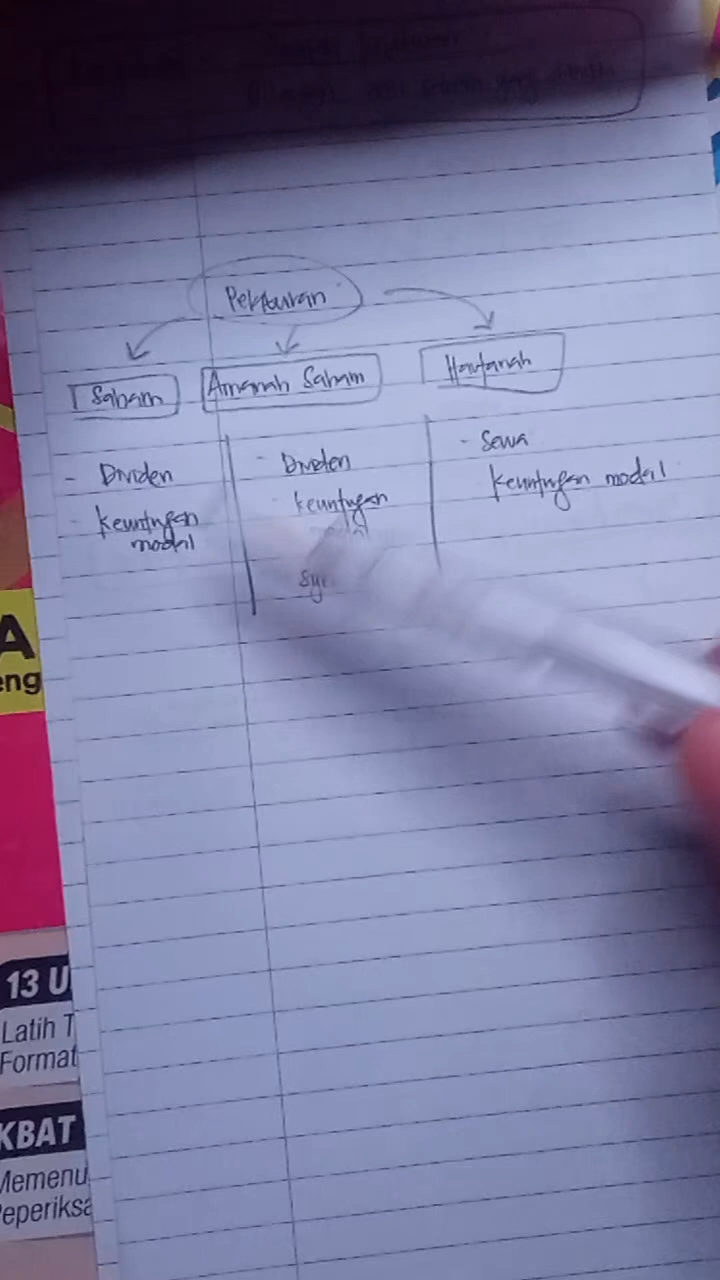 Pelaburan
Saham
Amanah Saham
Hartanah
- Dividen
- Keuntungan
modal
- Dividen
- Keuntungan
modal
- Sewa
Keuntungan modal
A
eng
13 U
Latih T
Format
KBAT
Memenu
Peperiksa